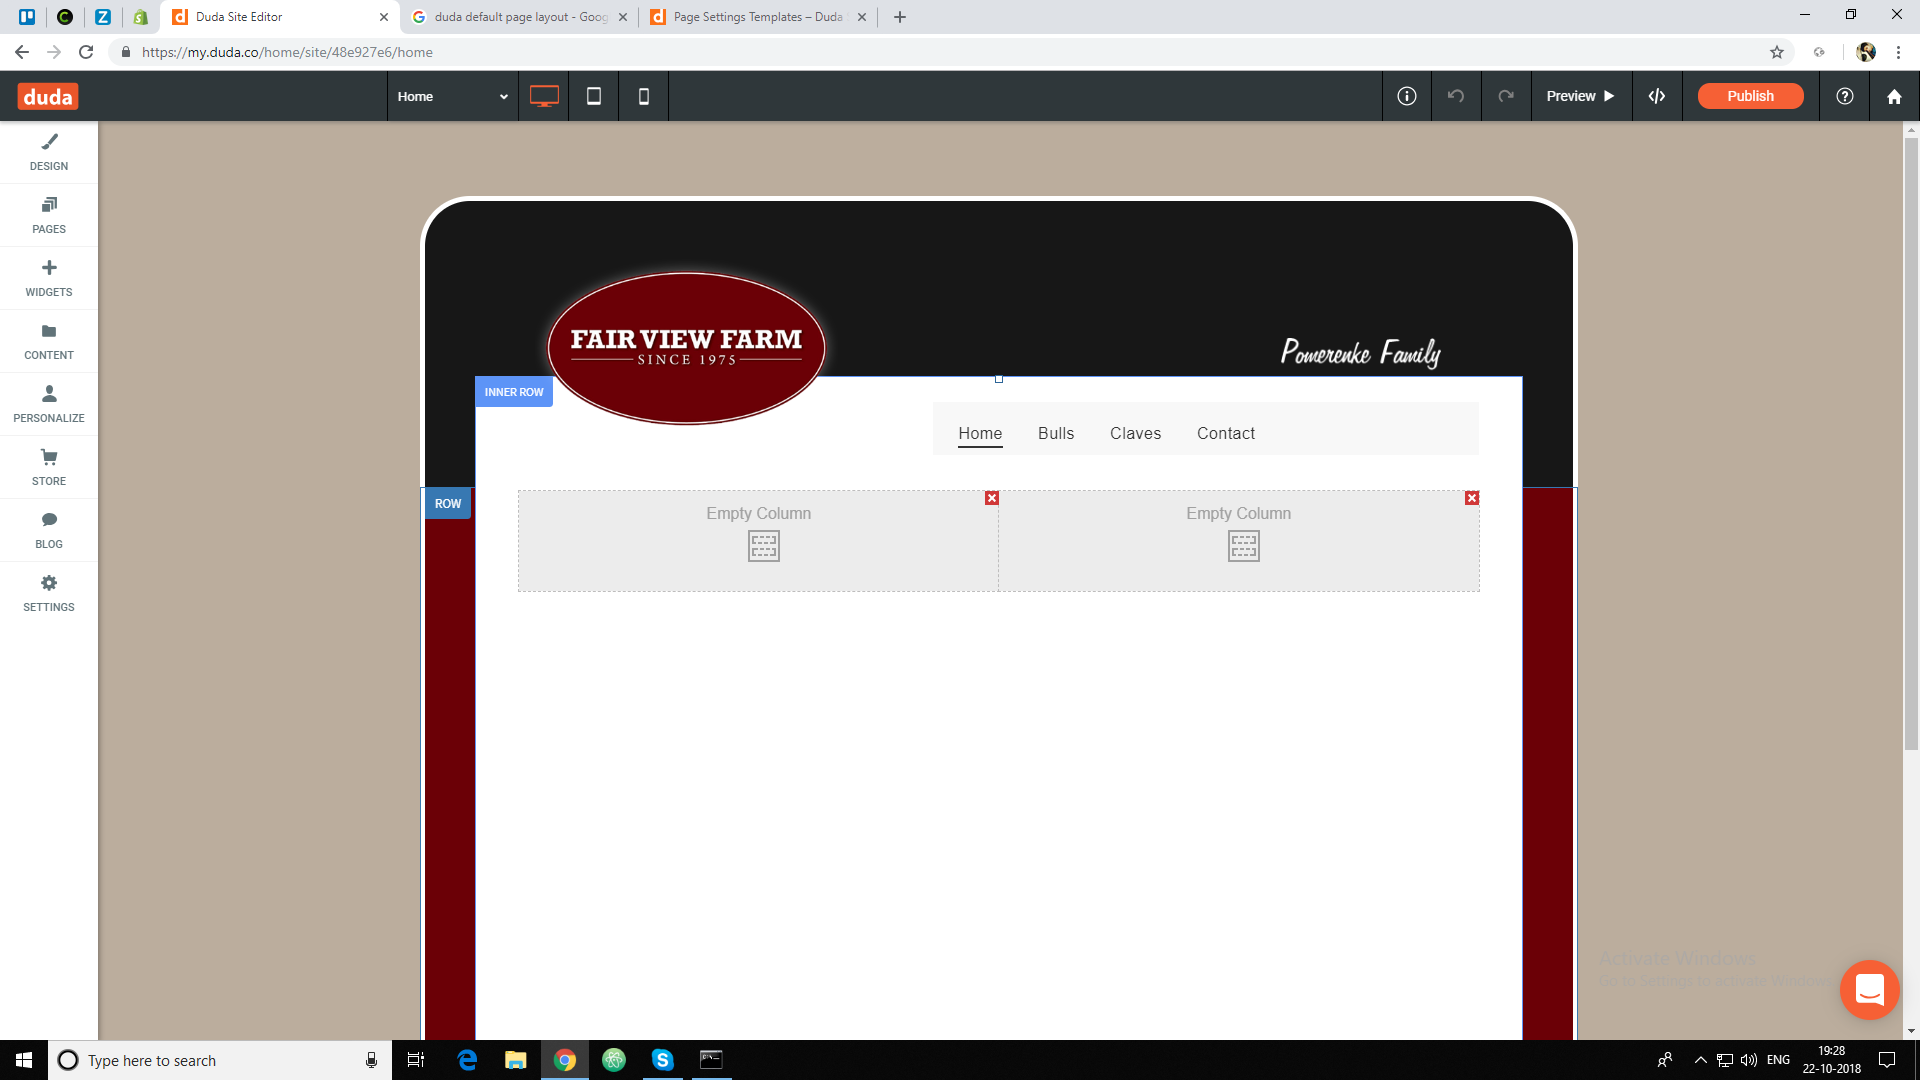 Duda Site Editor
duda default page layout - Goog
Page Settings Templates – Duda
https://my.duda.co/home/site/48e927e6/home
duda
Home
Preview
Publish
DESIGN
PAGES
WIDGETS
CONTENT
PERSONALIZE
STORE
BLOG
SETTINGS
FAIR VIEW FARM
SINCE 1975
Pomerenke Family
INNER ROW
Home Bulls Claves Contact
ROW
Empty Column Empty Column
Activate Windows
Go to Settings to activate Windows
Type here to search
ENG
19:28
22-10-2018